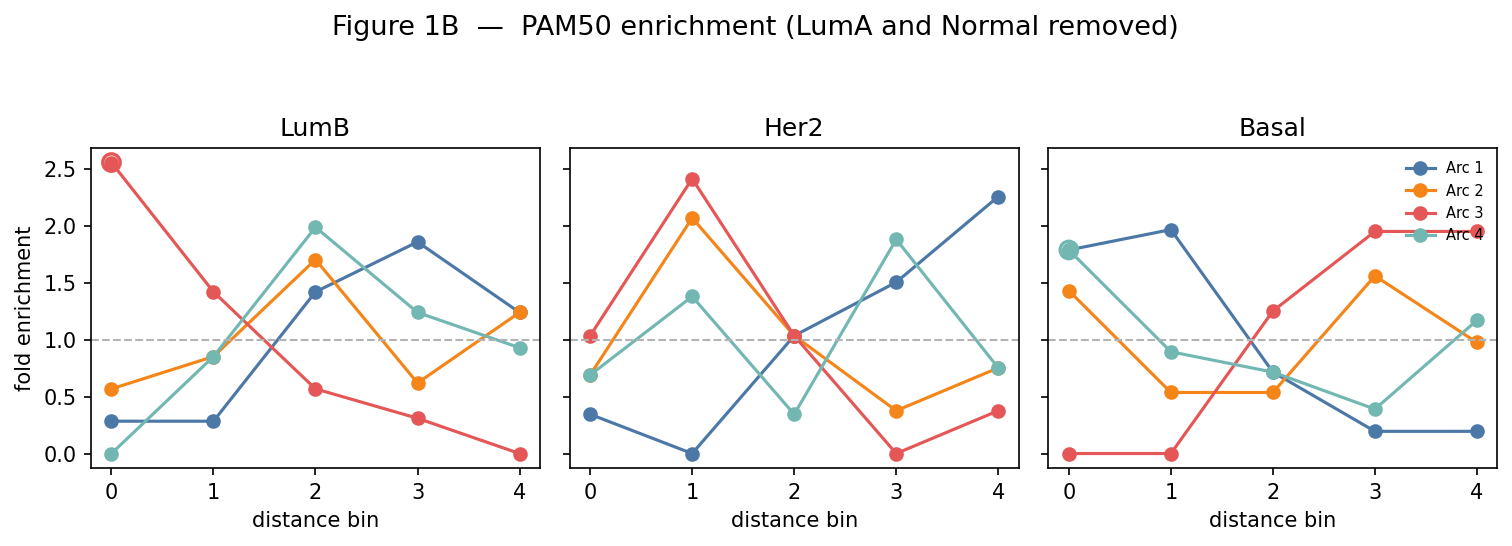 Figure 1B — PAM50 enrichment (LumA and Normal removed)
LumB
Her2
Basal
fold enrichment
2.5
2.0
1.5
1.0
0.5
0.0
0 1 2 3 4
0 1 2 3 4
0 1 2 3 4
distance bin
distance bin
distance bin
Arc 1
Arc 2
Arc 3
Arc 4